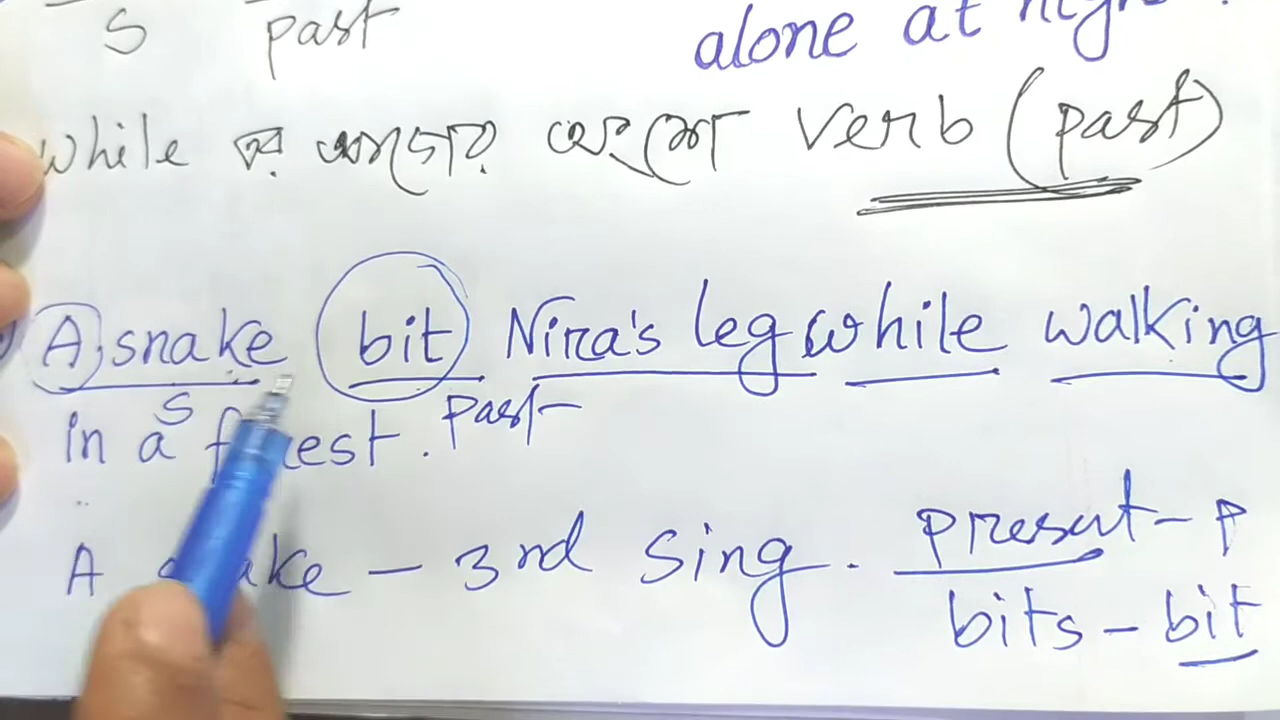 S past
alone at
while verb (past)
A snake bit Nira's leg while walking
S Past
in a forest.
A snake – 3rd Sing. present – P
bits – bit